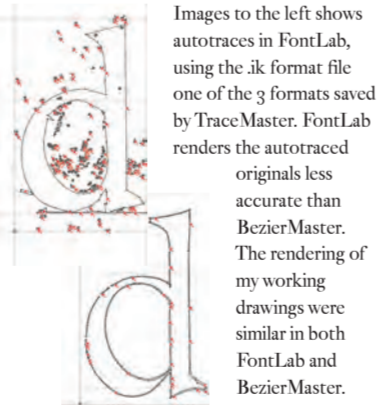 Images to the left shows
autotraces in FontLab,
using the .ik format file
one of the 3 formats saved
by TraceMaster. FontLab
renders the autotraced
originals less
accurate than
BezierMaster.
The rendering of
my working
drawings were
similar in both
FontLab and
BezierMaster.
d
d